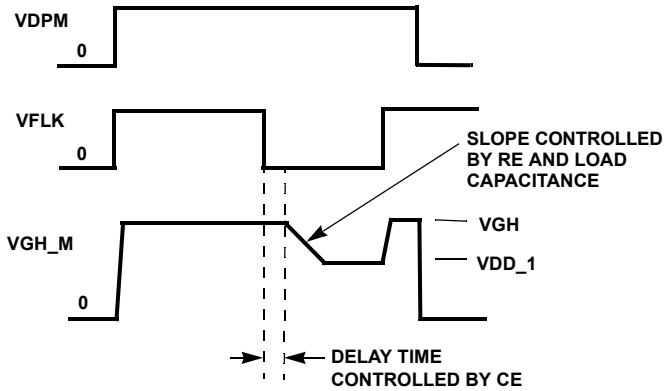 VDPM
0
VFLK
0
SLOPE CONTROLLED
BY RE AND LOAD
CAPACITANCE
VGH_M
VGH
VDD_1
0
DELAY TIME
CONTROLLED BY CE